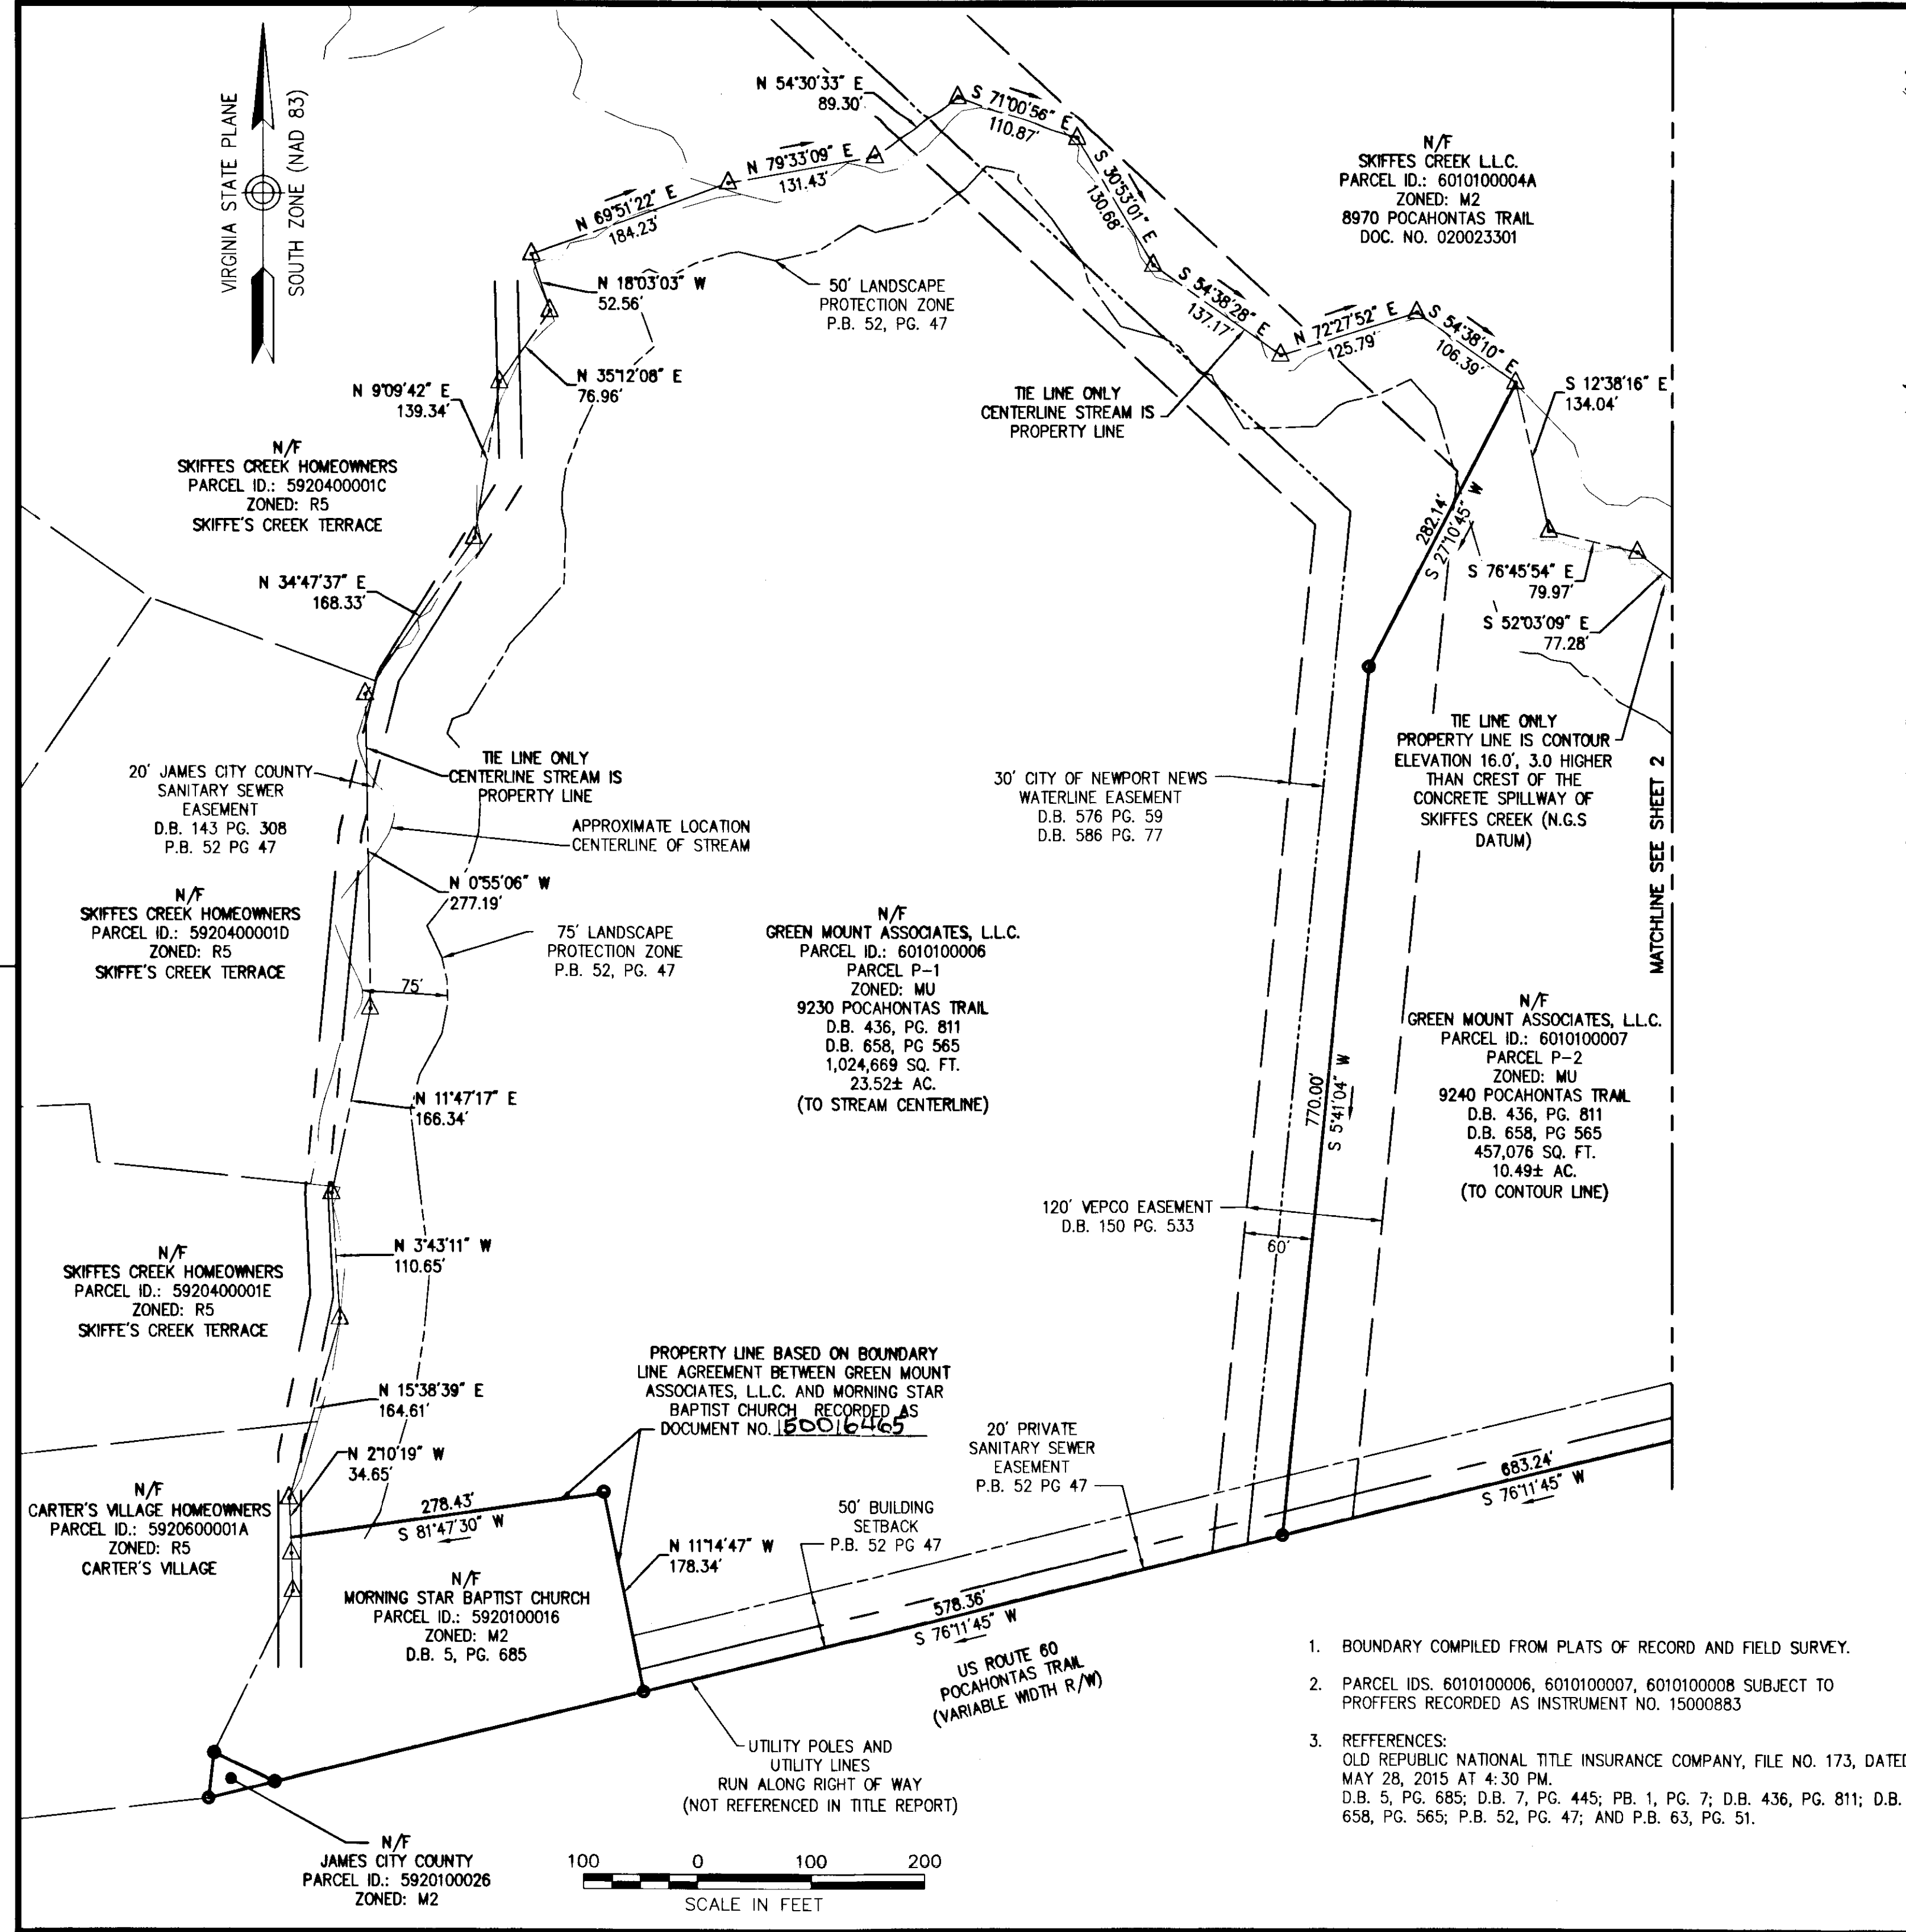 VIRGINIA STATE PLANE
SOUTH ZONE (NAD 83)
N 54°30'33" E
89.30'
S 71°00'56" E
110.87'
N 79°33'09" E
131.43'
N 69°51'22" E
184.23'
S 30°53'01" E
130.68'
N/F
SKIFFES CREEK L.L.C.
PARCEL ID.: 6010100004A
ZONED: M2
8970 POCAHONTAS TRAIL
DOC. NO. 020023301
N 18°03'03" W
52.56'
50' LANDSCAPE
PROTECTION ZONE
P.B. 52, PG. 47
S 54°38'28" E
137.17'
N 72°27'52" E
125.79'
S 54°38'10" E
106.39'
S 12°38'16" E
134.04'
N 35°12'08" E
76.96'
N 9°09'42" E
139.34'
TIE LINE ONLY
CENTERLINE STREAM IS
PROPERTY LINE
N/F
SKIFFES CREEK HOMEOWNERS
PARCEL ID.: 5920400001C
ZONED: R5
SKIFFE'S CREEK TERRACE
282.14'
S 27°10'45" W
S 76°45'54" E
79.97'
S 52°03'09" E
77.28'
N 34°47'37" E
168.33'
TIE LINE ONLY
PROPERTY LINE IS CONTOUR
ELEVATION 16.0', 3.0 HIGHER
THAN CREST OF THE
CONCRETE SPILLWAY OF
SKIFFES CREEK (N.G.S
DATUM)
MATCHLINE SEE SHEET 2
20' JAMES CITY COUNTY
SANITARY SEWER
EASEMENT
D.B. 143 PG. 308
P.B. 52 PG 47
TIE LINE ONLY
CENTERLINE STREAM IS
PROPERTY LINE
APPROXIMATE LOCATION
CENTERLINE OF STREAM
30' CITY OF NEWPORT NEWS
WATERLINE EASEMENT
D.B. 576 PG. 59
D.B. 586 PG. 77
N 0°55'06" W
277.19'
N/F
SKIFFES CREEK HOMEOWNERS
PARCEL ID.: 5920400001D
ZONED: R5
SKIFFE'S CREEK TERRACE
75' LANDSCAPE
PROTECTION ZONE
P.B. 52, PG. 47
75'
N/F
GREEN MOUNT ASSOCIATES, L.L.C.
PARCEL ID.: 6010100006
PARCEL P-1
ZONED: MU
9230 POCAHONTAS TRAIL
D.B. 436, PG. 811
D.B. 658, PG 565
1,024,669 SQ. FT.
23.52± AC.
(TO STREAM CENTERLINE)
N/F
GREEN MOUNT ASSOCIATES, L.L.C.
PARCEL ID.: 6010100007
PARCEL P-2
ZONED: MU
9240 POCAHONTAS TRAIL
D.B. 436, PG. 811
D.B. 658, PG 565
457,076 SQ. FT.
10.49± AC.
(TO CONTOUR LINE)
770.00'
S 5°41'04" W
N 11°47'17" E
166.34'
120' VEPCO EASEMENT
D.B. 150 PG. 533
60'
N 3°43'11" W
110.65'
N/F
SKIFFES CREEK HOMEOWNERS
PARCEL ID.: 5920400001E
ZONED: R5
SKIFFE'S CREEK TERRACE
PROPERTY LINE BASED ON BOUNDARY
LINE AGREEMENT BETWEEN GREEN MOUNT
ASSOCIATES, L.L.C. AND MORNING STAR
BAPTIST CHURCH RECORDED AS
DOCUMENT NO. 150016465
N 15°38'39" E
164.61'
N 2°10'19" W
34.65'
20' PRIVATE
SANITARY SEWER
EASEMENT
P.B. 52 PG 47
683.24'
S 76°11'45" W
N/F
CARTER'S VILLAGE HOMEOWNERS
PARCEL ID.: 5920600001A
ZONED: R5
CARTER'S VILLAGE
278.43'
S 81°47'30" W
50' BUILDING
SETBACK
P.B. 52 PG 47
N 11°14'47" W
178.34'
N/F
MORNING STAR BAPTIST CHURCH
PARCEL ID.: 5920100016
ZONED: M2
D.B. 5, PG. 685
578.36'
S 76°11'45" W
US ROUTE 60
POCAHONTAS TRAIL
(VARIABLE WIDTH R/W)
UTILITY POLES AND
UTILITY LINES
RUN ALONG RIGHT OF WAY
(NOT REFERENCED IN TITLE REPORT)
N/F
JAMES CITY COUNTY
PARCEL ID.: 5920100026
ZONED: M2
100 0 100 200
SCALE IN FEET
1. BOUNDARY COMPILED FROM PLATS OF RECORD AND FIELD SURVEY.
2. PARCEL IDS. 6010100006, 6010100007, 6010100008 SUBJECT TO
PROFFERS RECORDED AS INSTRUMENT NO. 15000883
3. REFFERENCES:
OLD REPUBLIC NATIONAL TITLE INSURANCE COMPANY, FILE NO. 173, DATED
MAY 28, 2015 AT 4:30 PM.
D.B. 5, PG. 685; D.B. 7, PG. 445; PB. 1, PG. 7; D.B. 436, PG. 811; D.B.
658, PG. 565; P.B. 52, PG. 47; AND P.B. 63, PG. 51.